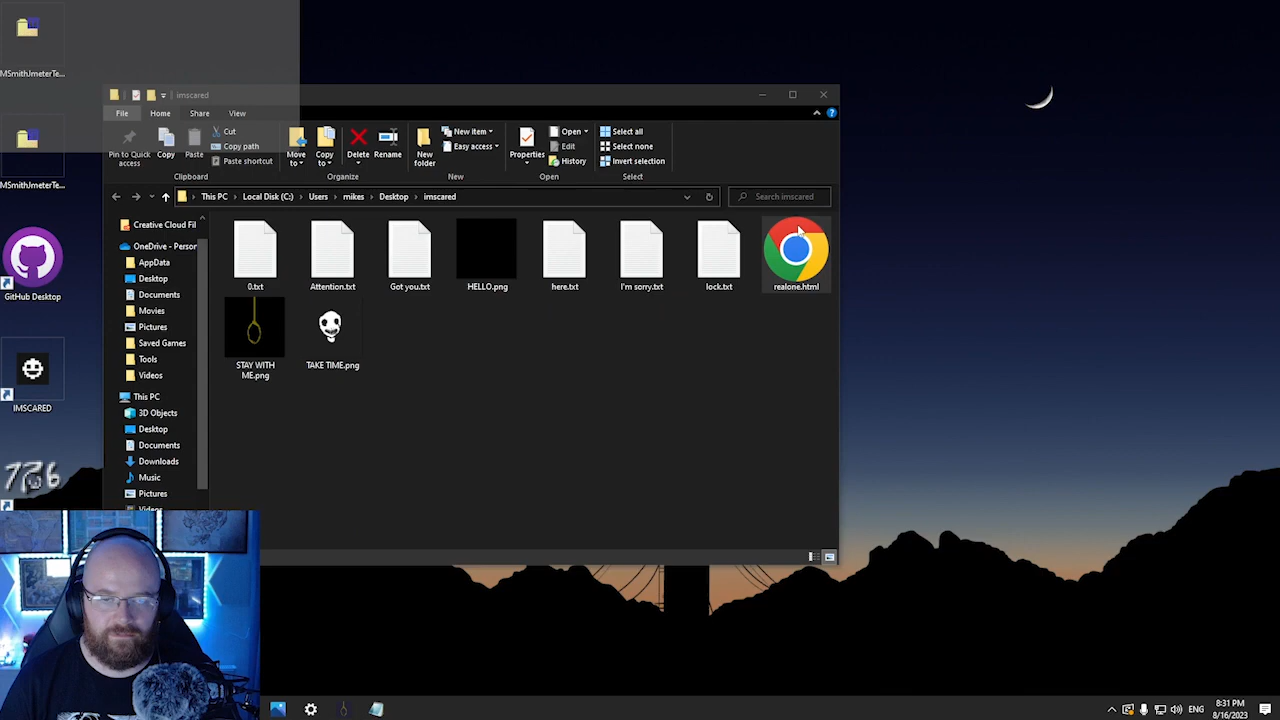 MSmithJmeterTe...
MSmithJmeterTe...
GitHub Desktop
IMSCARED
imscared
File
Home
Share
View
Pin to Quick
access
Copy
Paste
Cut
Copy path
Paste shortcut
Clipboard
Move
to
Copy
to
Delete
Rename
Organize
New
folder
New item
Easy access
New
Properties
Open
Edit
History
Open
Select all
Select none
Invert selection
Select
This PC
Local Disk (C:)
Users
mikes
Desktop
imscared
Search imscared
Creative Cloud Fil
OneDrive - Person
AppData
Desktop
Documents
Movies
Pictures
Saved Games
Tools
Videos
This PC
3D Objects
Desktop
Documents
Downloads
Music
Pictures
Videos
0.txt
Attention.txt
Got you.txt
HELLO.png
here.txt
I'm sorry.txt
lock.txt
realone.html
STAY WITH
ME.png
TAKE TIME.png
ENG
8:31 PM
8/16/2023